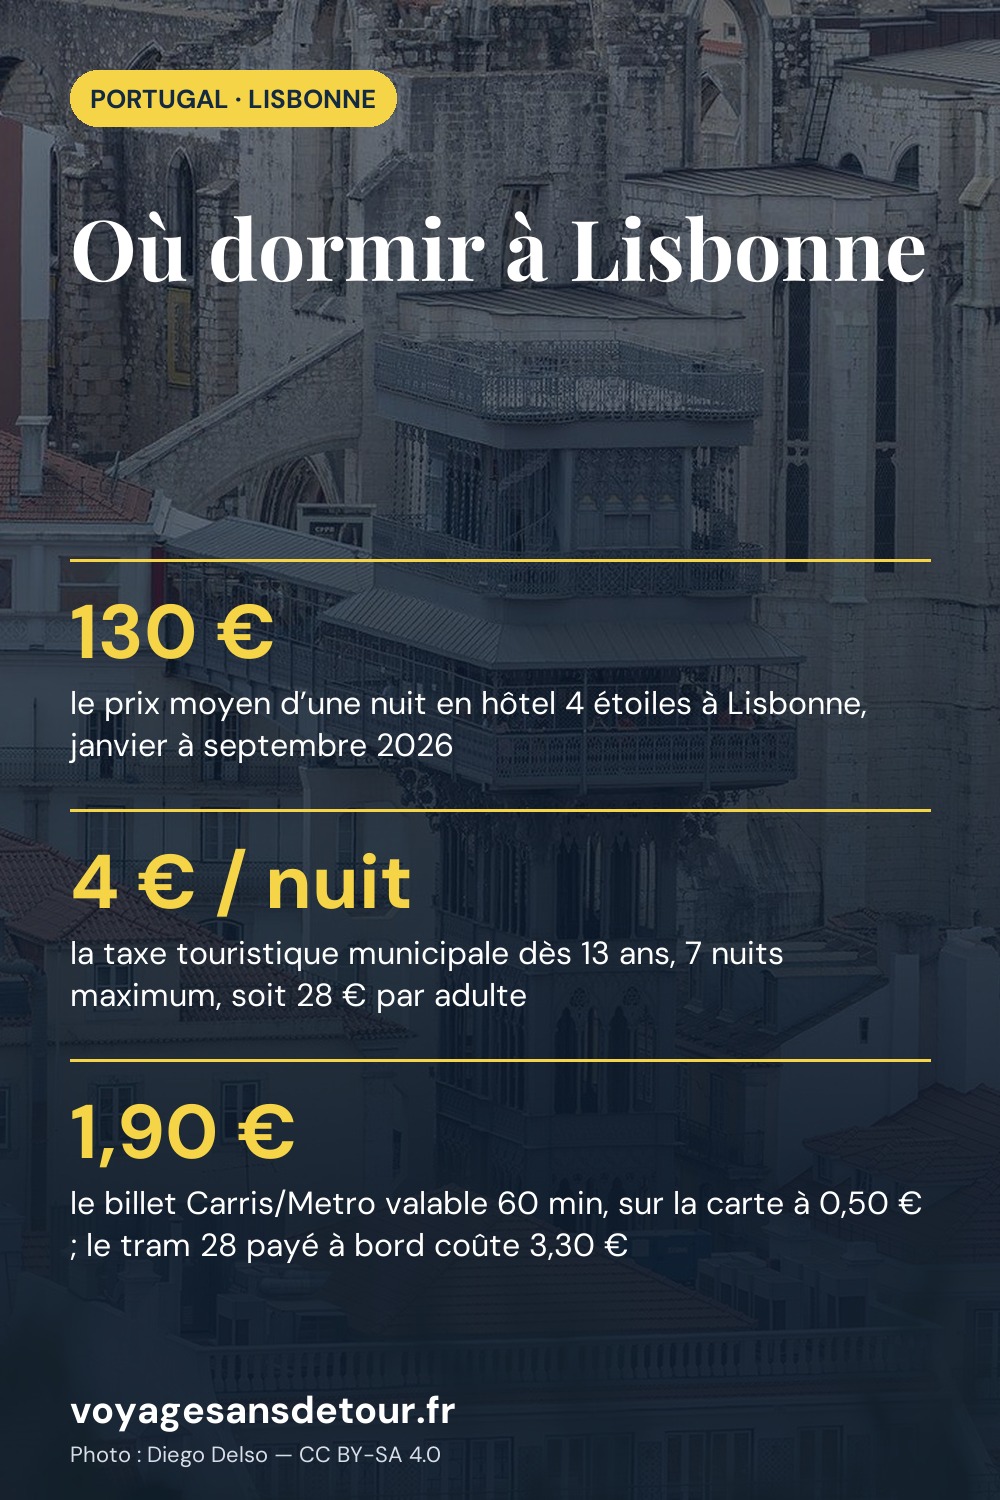 PORTUGAL · LISBONNE
Où dormir à Lisbonne
130 €
le prix moyen d’une nuit en hôtel 4 étoiles à Lisbonne,
janvier à septembre 2026
4 € / nuit
la taxe touristique municipale dès 13 ans, 7 nuits
maximum, soit 28 € par adulte
1,90 €
le billet Carris/Metro valable 60 min, sur la carte à 0,50 €
; le tram 28 payé à bord coûte 3,30 €
voyagesansdetour.fr
Photo : Diego Delso — CC BY-SA 4.0